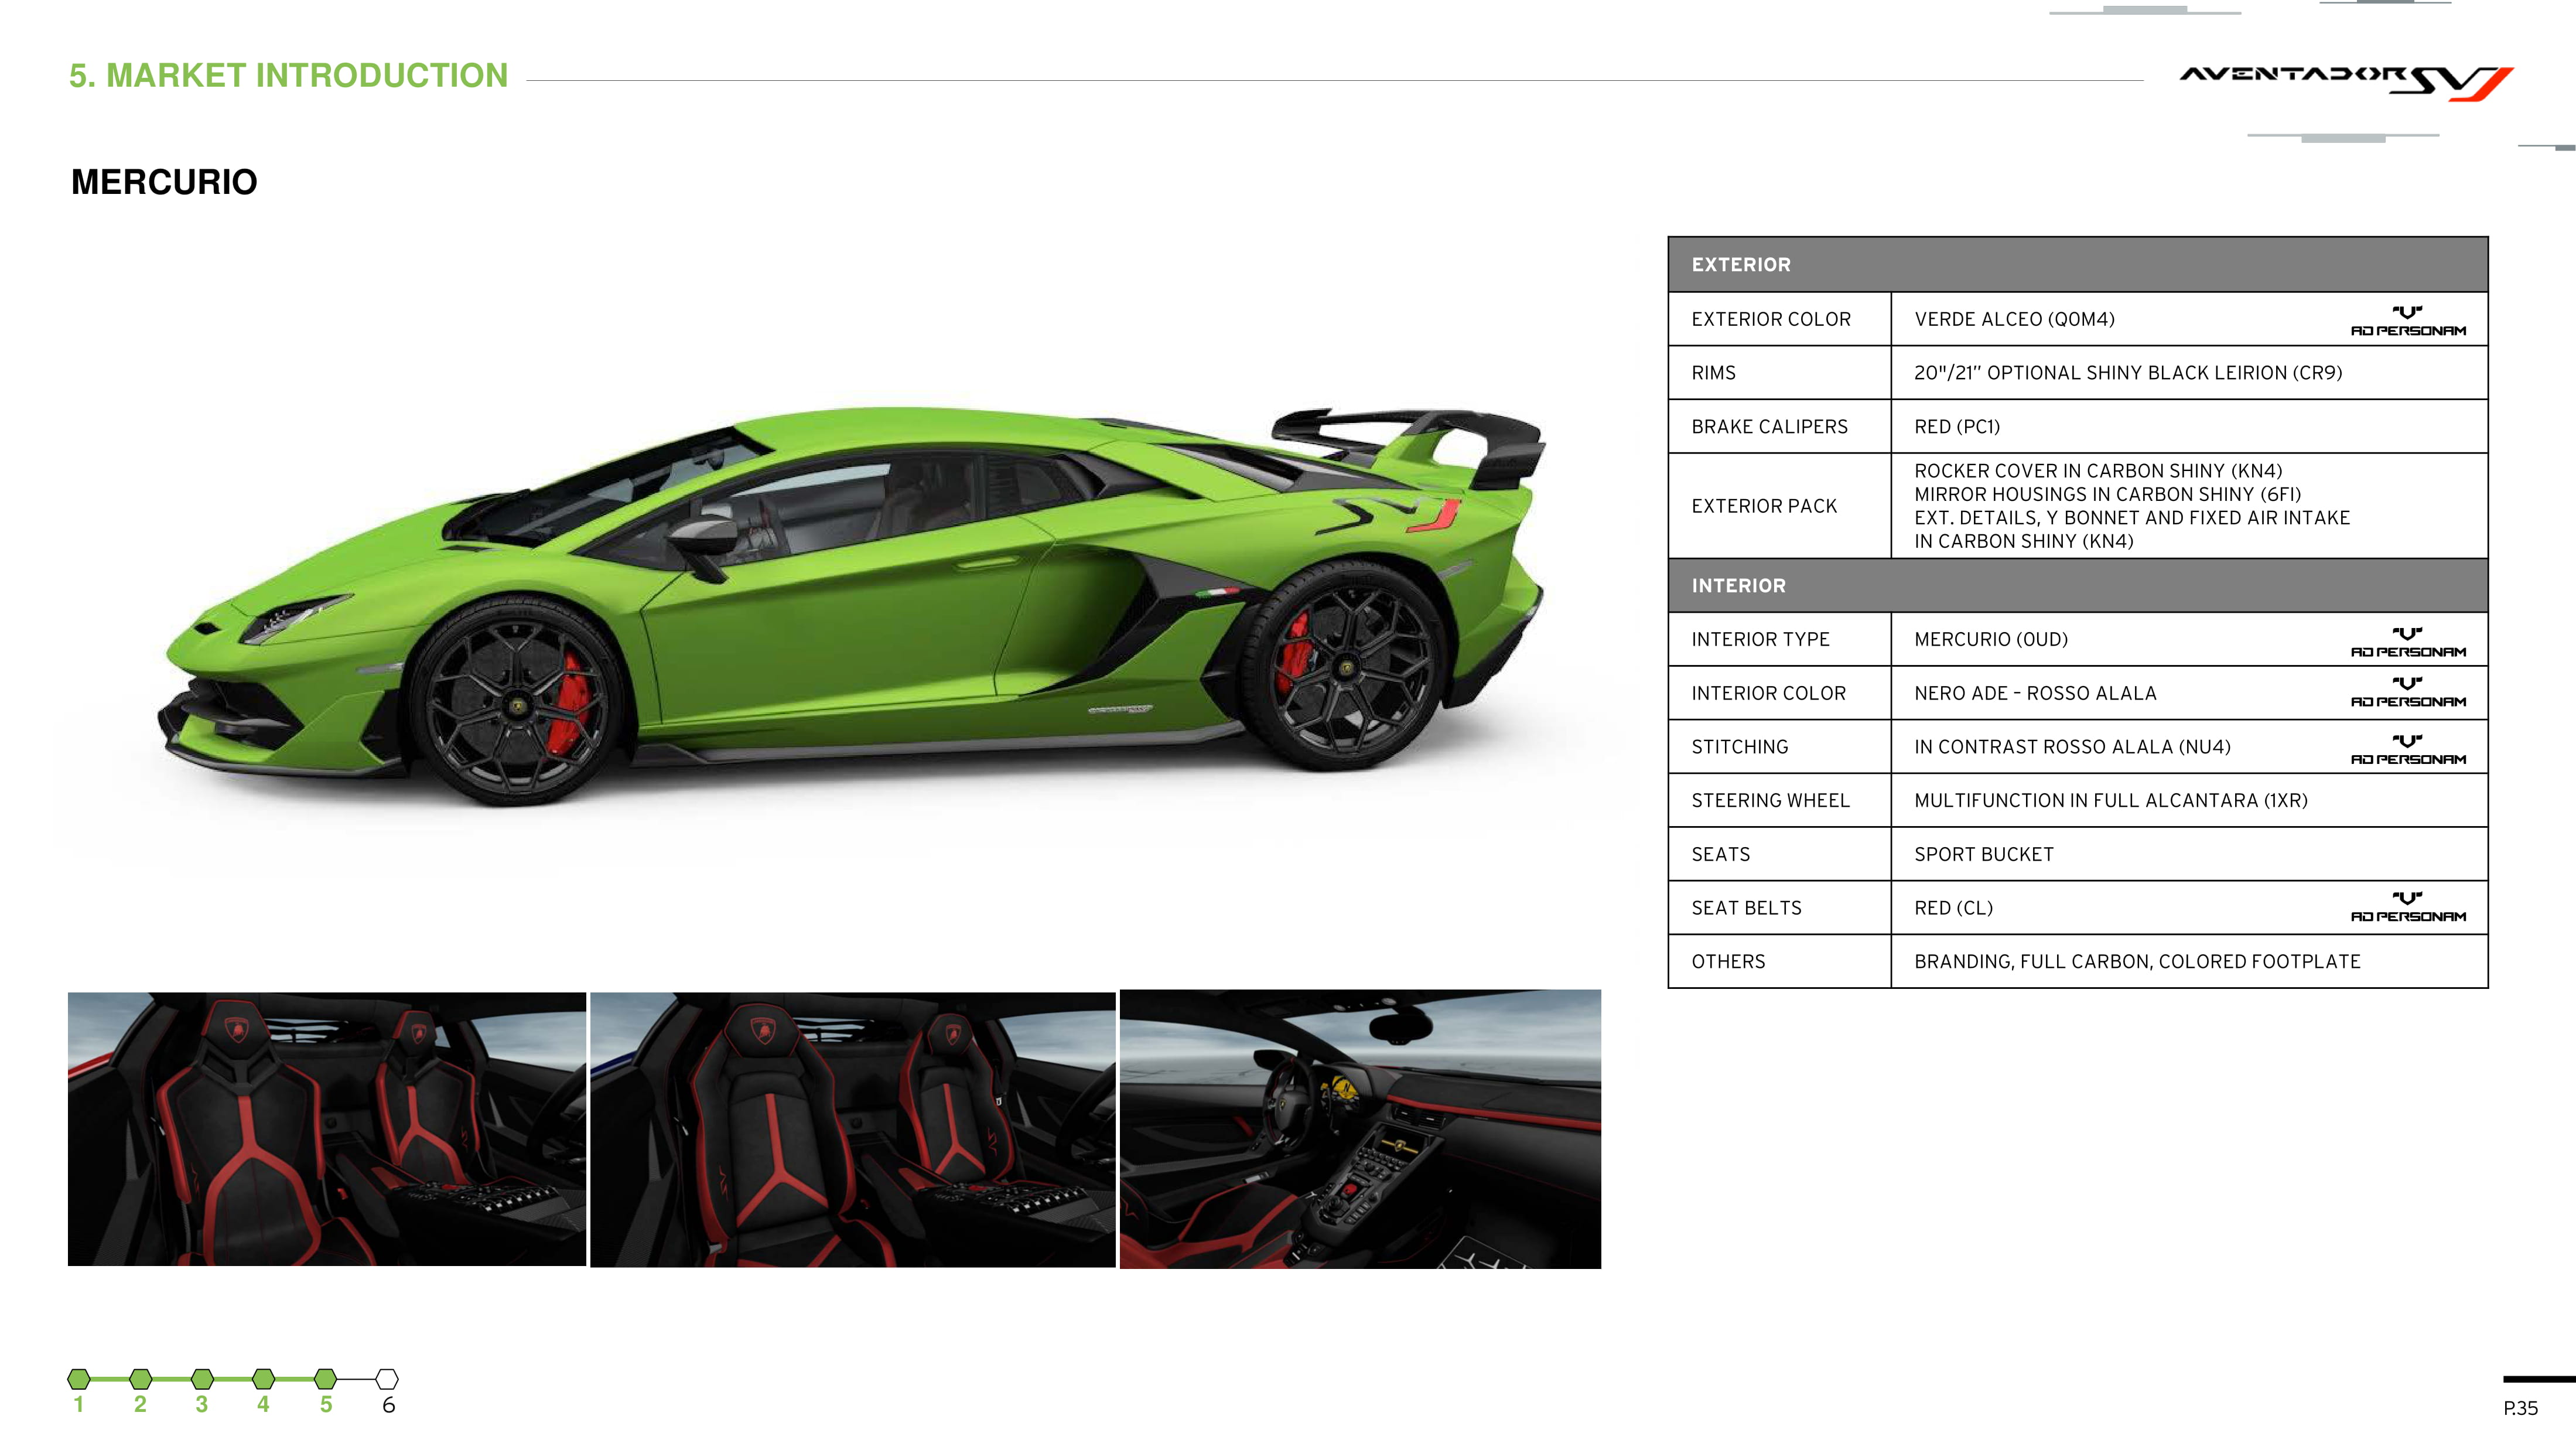 5. MARKET INTRODUCTION
AVENTADOR SVJ
MERCURIO
EXTERIOR
EXTERIOR COLOR
VERDE ALCEO (Q0M4)
AD PERSONAM
RIMS
20"/21’’ OPTIONAL SHINY BLACK LEIRION (CR9)
BRAKE CALIPERS
RED (PC1)
EXTERIOR PACK
ROCKER COVER IN CARBON SHINY (KN4)
MIRROR HOUSINGS IN CARBON SHINY (6FI)
EXT. DETAILS, Y BONNET AND FIXED AIR INTAKE
IN CARBON SHINY (KN4)
INTERIOR
INTERIOR TYPE
MERCURIO (0UD)
AD PERSONAM
INTERIOR COLOR
NERO ADE - ROSSO ALALA
AD PERSONAM
STITCHING
IN CONTRAST ROSSO ALALA (NU4)
AD PERSONAM
STEERING WHEEL
MULTIFUNCTION IN FULL ALCANTARA (1XR)
SEATS
SPORT BUCKET
SEAT BELTS
RED (CL)
AD PERSONAM
OTHERS
BRANDING, FULL CARBON, COLORED FOOTPLATE
1 2 3 4 5 6
P.35